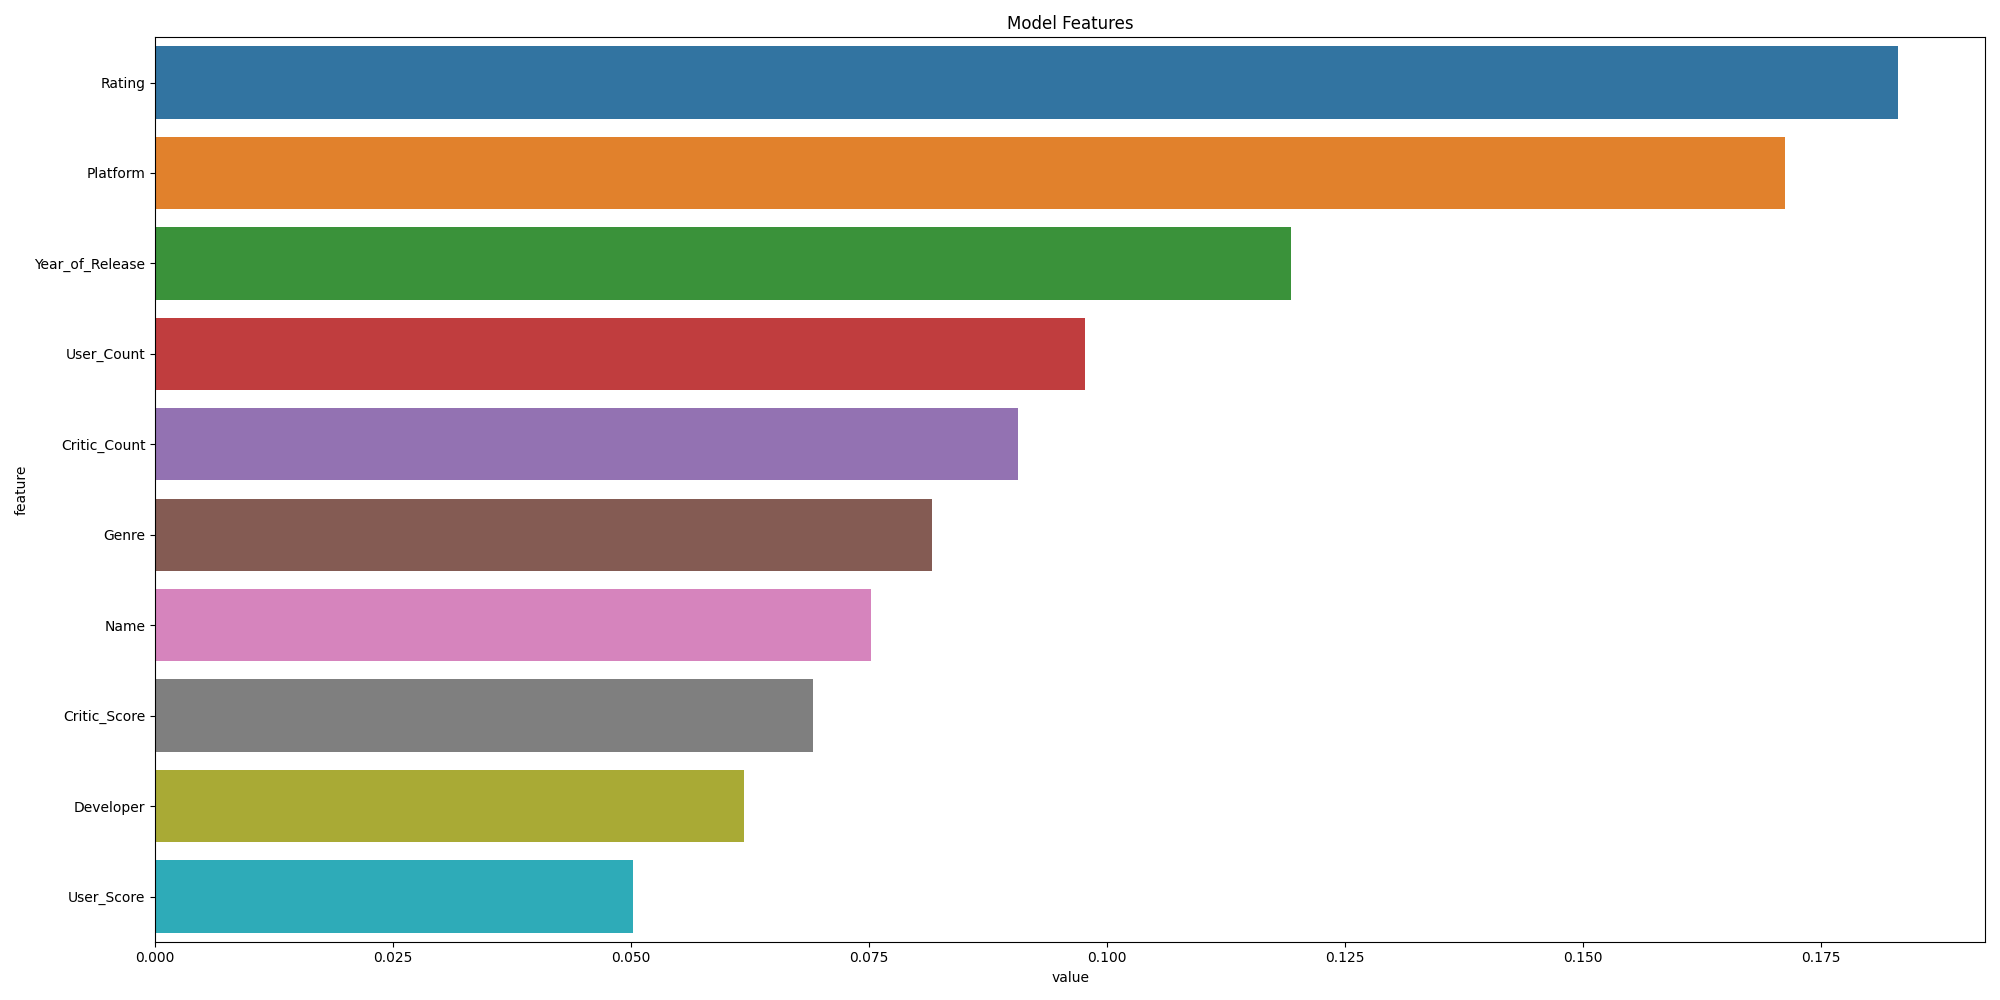 Model Features
Rating
Platform
Year_of_Release
User_Count
Critic_Count
feature
Genre
Name
Critic_Score
Developer
User_Score
0.000 0.025 0.050 0.075 0.100 0.125 0.150 0.175
value